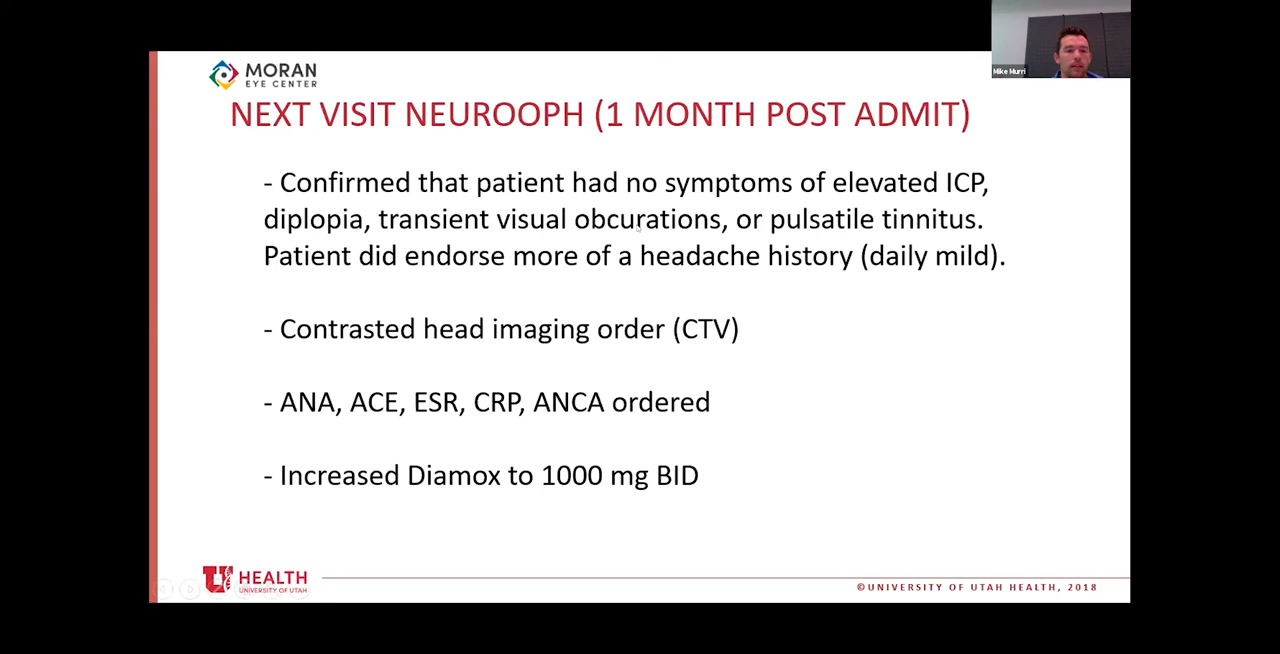 MORAN
EYE CENTER
Mike Murri
NEXT VISIT NEUROOPH (1 MONTH POST ADMIT)
- Confirmed that patient had no symptoms of elevated ICP,
diplopia, transient visual obcurations, or pulsatile tinnitus.
Patient did endorse more of a headache history (daily mild).
- Contrasted head imaging order (CTV)
- ANA, ACE, ESR, CRP, ANCA ordered
- Increased Diamox to 1000 mg BID
U HEALTH
UNIVERSITY OF UTAH
©UNIVERSITY OF UTAH HEALTH, 2018